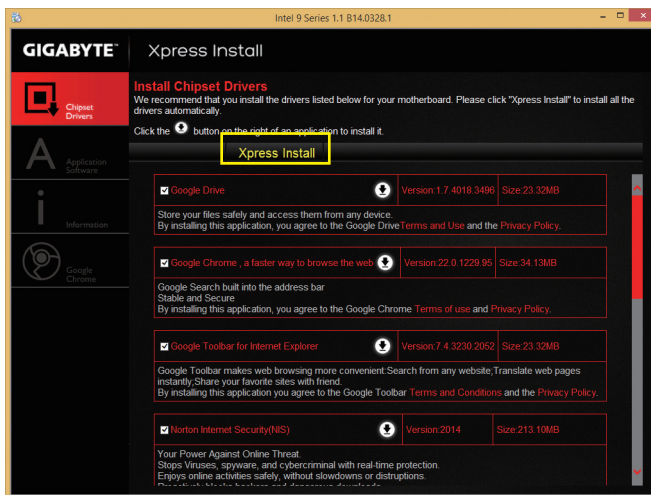 Intel 9 Series 1.1 B14.0328.1
GIGABYTE™
Xpress Install
Chipset
Drivers
Application
Software
Information
Google
Chrome
Install Chipset Drivers
We recommend that you install the drivers listed below for your motherboard. Please click "Xpress Install" to install all the
drivers automatically.
Click the button on the right of an application to install it.
Xpress Install
Google Drive Version:1.7.4018.3496 Size:23.32MB
Store your files safely and access them from any device.
By installing this application, you agree to the Google DriveTerms and Use and the Privacy Policy.
Google Chrome , a faster way to browse the web Version:22.0.1229.95 Size:34.13MB
Google Search built into the address bar
Stable and Secure
By installing this application, you agree to the Google Chrome Terms of use and Privacy Policy.
Google Toolbar for Internet Explorer Version:7.4.3230.2052 Size:23.32MB
Google Toolbar makes web browsing more convenient:Search from any website;Translate web pages
instantly;Share your favorite sites with friend.
By installing this application you agree to the Google Toolbar Terms and Conditions and the Privacy Policy.
Norton Internet Security(NIS) Version:2014 Size:213.10MB
Your Power Against Online Threat.
Stops Viruses, spyware, and cybercriminal with real-time protection.
Enjoys online activties safely, without slowdowns or distruptions.